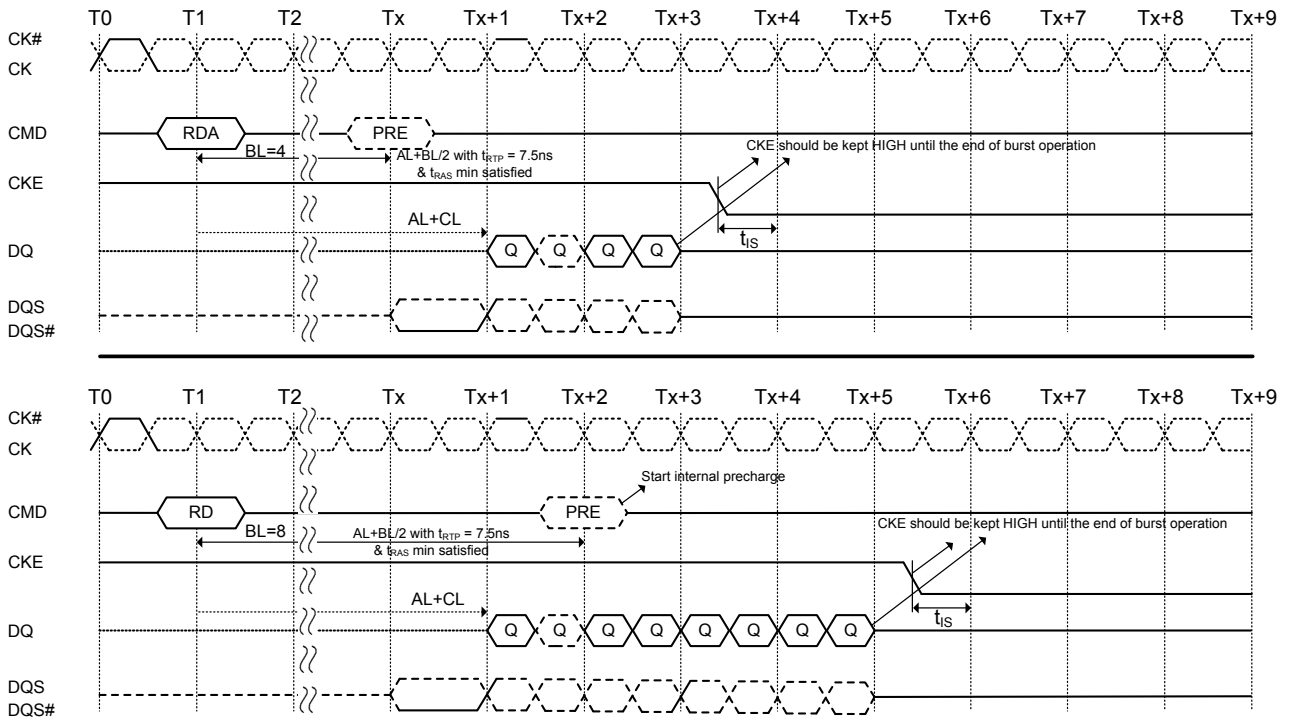 T0 T1 T2 Tx Tx+1 Tx+2 Tx+3 Tx+4 Tx+5 Tx+6 Tx+7 Tx+8 Tx+9
CK#
CK
CMD RDA PRE
BL=4 AL+BL/2 with tRTP = 7.5ns
& tRAS min satisfied
CKE should be kept HIGH until the end of burst operation
CKE
AL+CL
tIS
DQ Q Q Q Q
DQS
DQS#
T0 T1 T2 Tx Tx+1 Tx+2 Tx+3 Tx+4 Tx+5 Tx+6 Tx+7 Tx+8 Tx+9
CK#
CK
Start internal precharge
CMD RD PRE
CKE should be kept HIGH until the end of burst operation
BL=8 AL+BL/2 with tRTP = 7.5ns
& tRAS min satisfied
CKE
AL+CL
tIS
DQ Q Q Q Q Q Q Q Q
DQS
DQS#